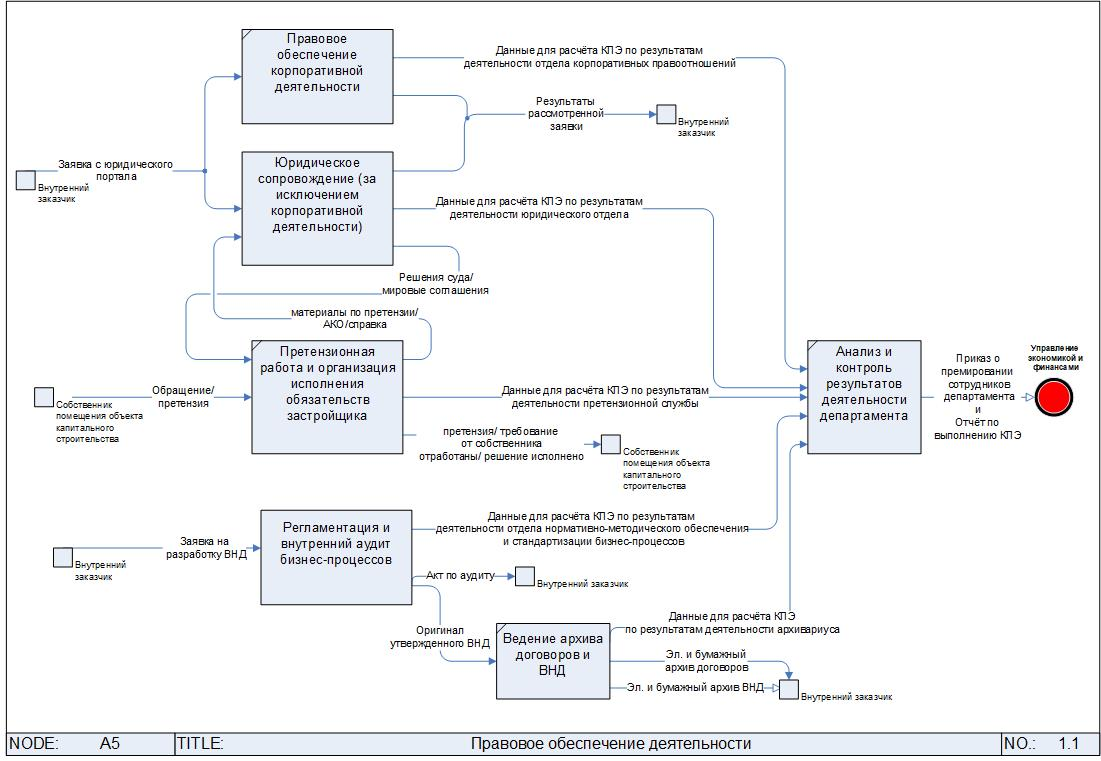 Правовое
обеспечение
корпоративной
деятельности
Данные для расчёта КПЭ по результатам
деятельности отдела корпоративных правоотношений
Результаты
рассмотренной
заявки
Внутренний
заказчик
Заявка с юридического
портала
Внутренний
заказчик
Юридическое
сопровождение (за
исключением
корпоративной
деятельности)
Данные для расчёта КПЭ по результатам
деятельности юридического отдела
Решения суда/
мировые соглашения
материалы по претензии/
АКО/справка
Претензионная
работа и организация
исполнения
обязательств
застройщика
Обращение/
претензия
Собственник
помещения объекта
капитального
строительства
Данные для расчёта КПЭ по результатам
деятельности претензионной службы
претензия/ требование
от собственника
отработаны/ решение исполнено
Собственник
помещения объекта
капитального
строительства
Анализ и
контроль
результатов
деятельности
департамента
Приказ о
премировании
сотрудников
департамента
и
Отчёт по
выполнению КПЭ
Управление
экономикой и
финансами
Заявка на
разработку ВНД
Внутренний
заказчик
Регламентация и
внутренний аудит
бизнес-процессов
Данные для расчёта КПЭ по результатам
деятельности отдела нормативно-методического обеспечения
и стандартизации бизнес-процессов
Акт по аудиту
Внутренний заказчик
Оригинал
утвержденного ВНД
Ведение архива
договоров и
ВНД
Данные для расчёта КПЭ
по результатам деятельности архивариуса
Эл. и бумажный
архив договоров
Эл. и бумажный архив ВНД
Внутренний заказчик
NODE: A5 TITLE: Правовое обеспечение деятельности NO.: 1.1